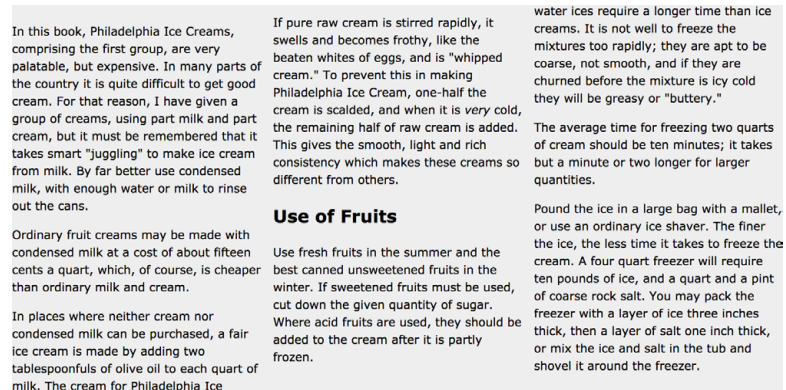 In this book, Philadelphia Ice Creams,
comprising the first group, are very
palatable, but expensive. In many parts of
the country it is quite difficult to get good
cream. For that reason, I have given a
group of creams, using part milk and part
cream, but it must be remembered that it
takes smart "juggling" to make ice cream
from milk. By far better use condensed
milk, with enough water or milk to rinse
out the cans.
Ordinary fruit creams may be made with
condensed milk at a cost of about fifteen
cents a quart, which, of course, is cheaper
than ordinary milk and cream.
In places where neither cream nor
condensed milk can be purchased, a fair
ice cream is made by adding two
tablespoonfuls of olive oil to each quart of
milk. The cream for Philadelphia Ice
If pure raw cream is stirred rapidly, it
swells and becomes frothy, like the
beaten whites of eggs, and is "whipped
cream." To prevent this in making
Philadelphia Ice Cream, one-half the
cream is scalded, and when it is very cold,
the remaining half of raw cream is added.
This gives the smooth, light and rich
consistency which makes these creams so
different from others.
Use of Fruits
Use fresh fruits in the summer and the
best canned unsweetened fruits in the
winter. If sweetened fruits must be used,
cut down the given quantity of sugar.
Where acid fruits are used, they should be
added to the cream after it is partly
frozen.
water ices require a longer time than ice
creams. It is not well to freeze the
mixtures too rapidly; they are apt to be
coarse, not smooth, and if they are
churned before the mixture is icy cold
they will be greasy or "buttery."
The average time for freezing two quarts
of cream should be ten minutes; it takes
but a minute or two longer for larger
quantities.
Pound the ice in a large bag with a mallet,
or use an ordinary ice shaver. The finer
the ice, the less time it takes to freeze the
cream. A four quart freezer will require
ten pounds of ice, and a quart and a pint
of coarse rock salt. You may pack the
freezer with a layer of ice three inches
thick, then a layer of salt one inch thick,
or mix the ice and salt in the tub and
shovel it around the freezer.